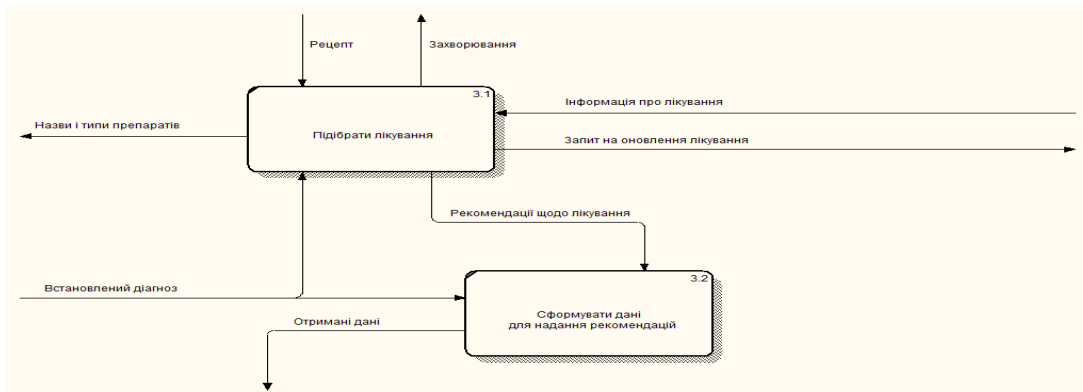 Рецепт
Захворювання
3.1
Інформація про лікування
Назви і типи препаратів
Підібрати лікування
Запит на оновлення лікування
Рекомендації щодо лікування
3.2
Встановлений діагноз
Сформувати дані
для надання рекомендацій
Отримані дані